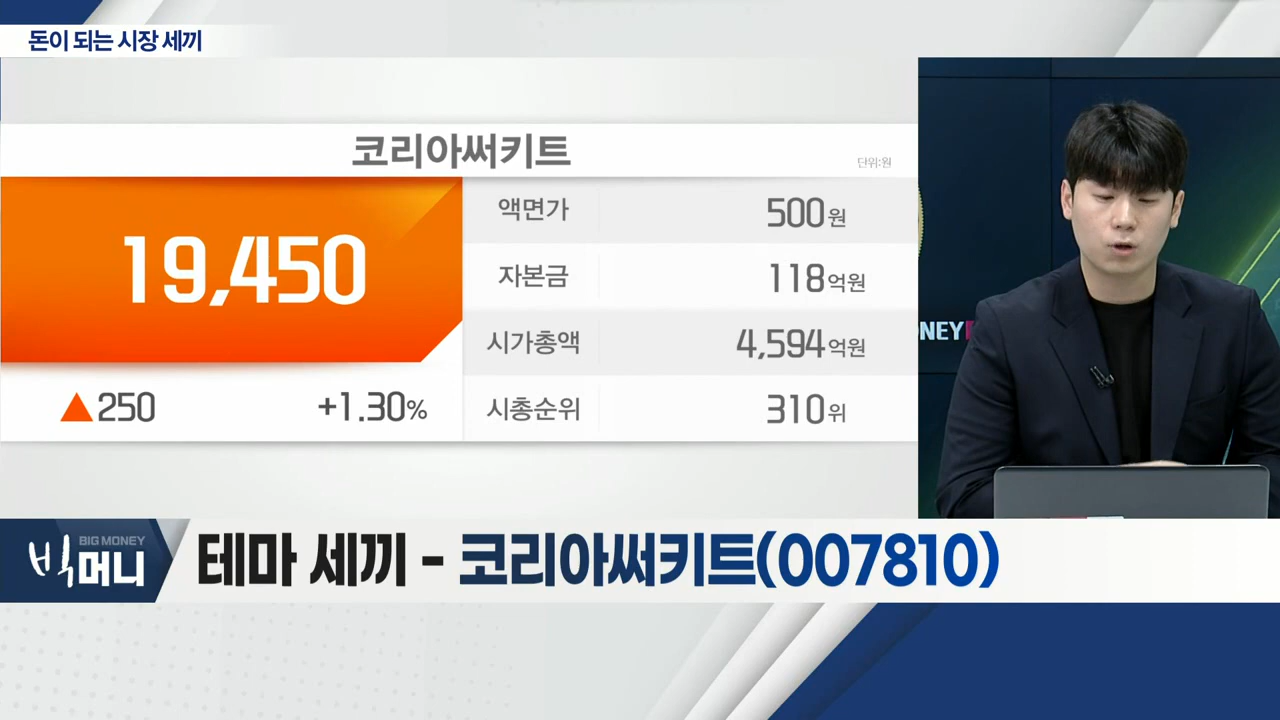 돈이 되는 시장 세끼
코리아써키트
단위:원
19,450
▲250 +1.30%
액면가 500원
자본금 118억원
시가총액 4,594억원
시총순위 310위
NEY
BIG MONEY
빅머니
테마 세끼 - 코리아써키트(007810)